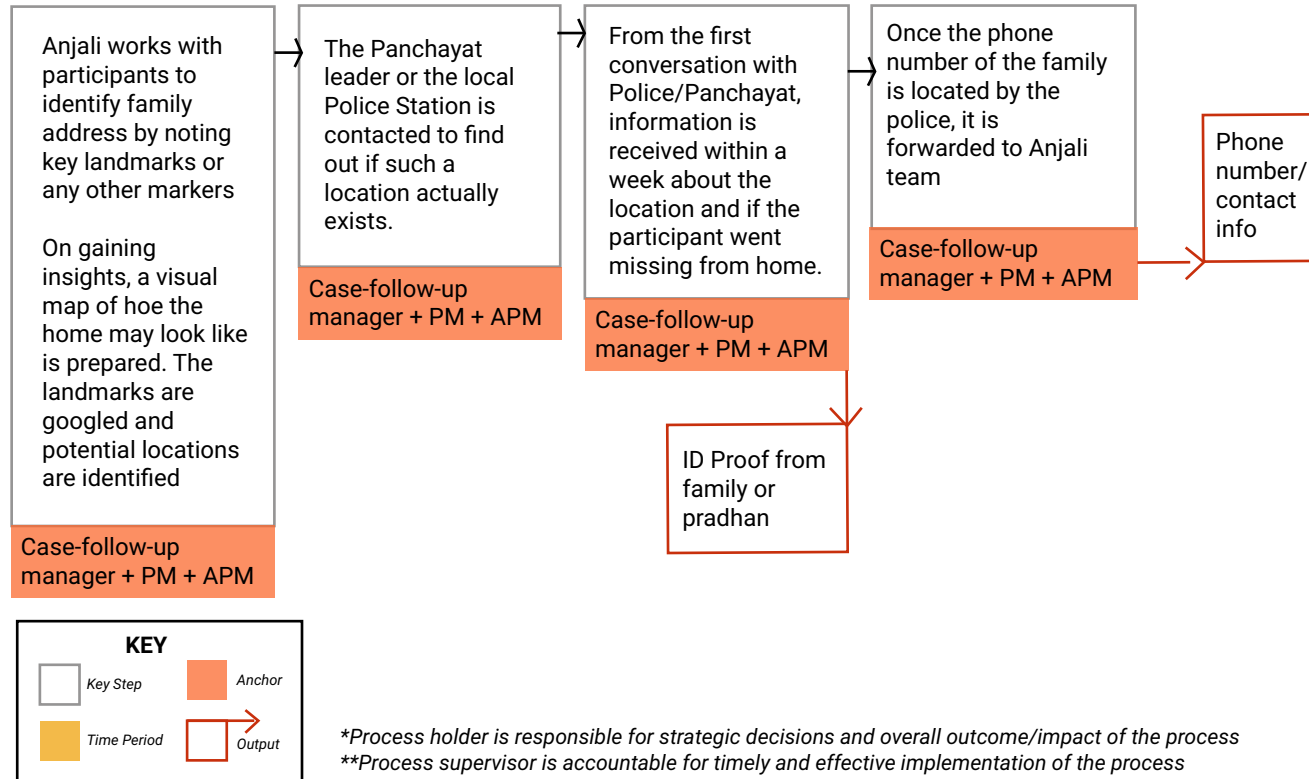 Anjali works with
participants to
identify family
address by noting
key landmarks or
any other markers
On gaining
insights, a visual
map of hoe the
home may look like
is prepared. The
landmarks are
googled and
potential locations
are identified
Case-follow-up
manager + PM + APM
The Panchayat
leader or the local
Police Station is
contacted to find
out if such a
location actually
exists.
Case-follow-up
manager + PM + APM
From the first
conversation with
Police/Panchayat,
information is
received within a
week about the
location and if the
participant went
missing from home.
Case-follow-up
manager + PM + APM
ID Proof from
family or
pradhan
Once the phone
number of the family
is located by the
police, it is
forwarded to Anjali
team
Case-follow-up
manager + PM + APM
Phone
number/
contact
info
KEY
Key Step
Anchor
Time Period
Output
*Process holder is responsible for strategic decisions and overall outcome/impact of the process
**Process supervisor is accountable for timely and effective implementation of the process